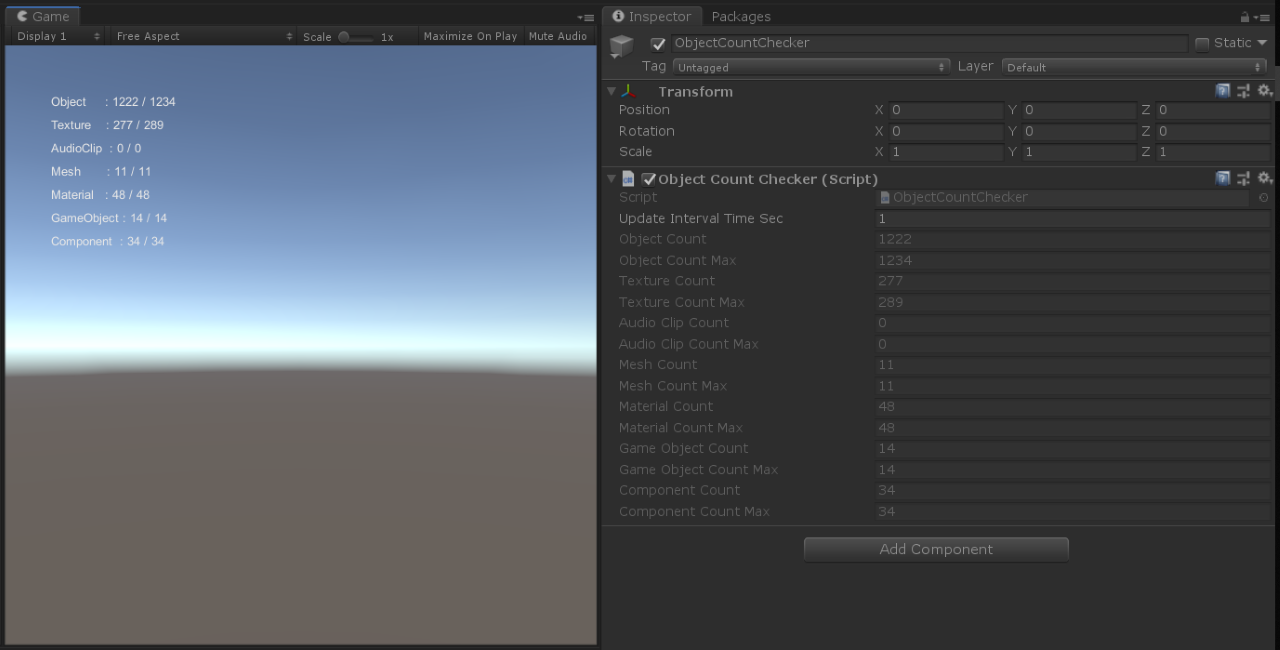 Game
Display 1 Free Aspect Scale 1x Maximize On Play Mute Audio
Object : 1222 / 1234
Texture : 277 / 289
AudioClip : 0 / 0
Mesh : 11 / 11
Material : 48 / 48
GameObject : 14 / 14
Component : 34 / 34
Inspector Packages
ObjectCountChecker Static
Tag Untagged Layer Default
Transform
Position X 0 Y 0 Z 0
Rotation X 0 Y 0 Z 0
Scale X 1 Y 1 Z 1
Object Count Checker (Script)
Script ObjectCountChecker
Update Interval Time Sec 1
Object Count 1222
Object Count Max 1234
Texture Count 277
Texture Count Max 289
Audio Clip Count 0
Audio Clip Count Max 0
Mesh Count 11
Mesh Count Max 11
Material Count 48
Material Count Max 48
Game Object Count 14
Game Object Count Max 14
Component Count 34
Component Count Max 34
Add Component